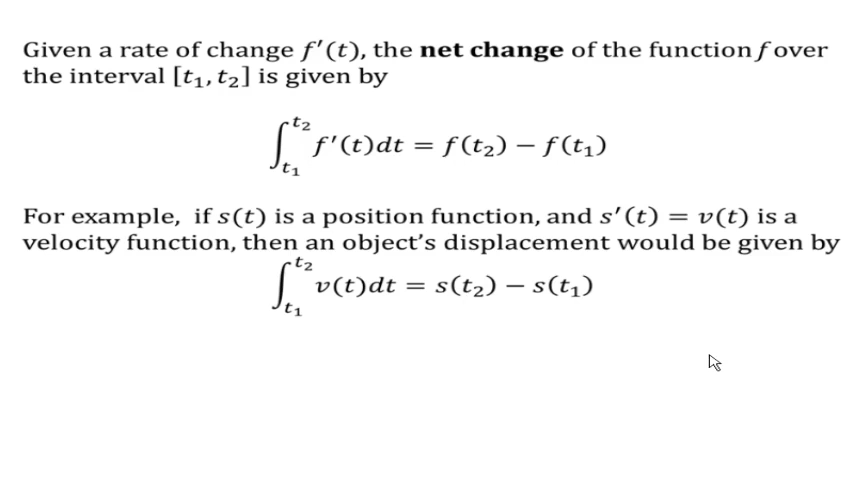 Given a rate of change f′(t), the net change of the function f over
the interval [t₁, t₂] is given by
∫_{t₁}^{t₂} f′(t)dt = f(t₂) − f(t₁)
For example, if s(t) is a position function, and s′(t) = v(t) is a
velocity function, then an object's displacement would be given by
∫_{t₁}^{t₂} v(t)dt = s(t₂) − s(t₁)